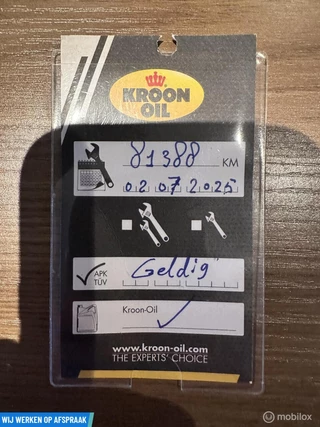 KROON
OIL
81388 KM
02 07 2025
APK Geldig
TÜV
Kroon-Oil
www.kroon-oil.com
THE EXPERTS' CHOICE
WIJ WERKEN OP AFSPRAAK
mobilox